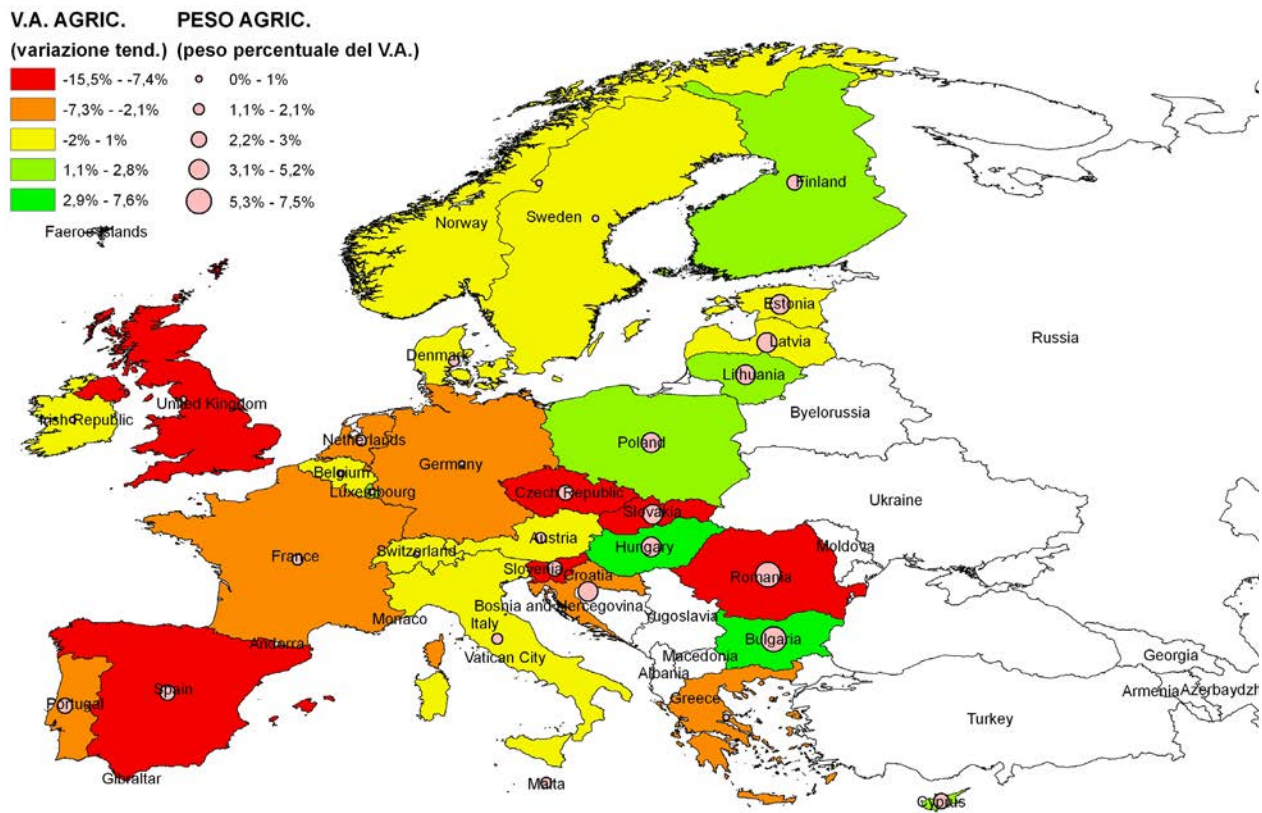 V.A. AGRIC. PESO AGRIC.
(variazione tend.) (peso percentuale del V.A.)
-15,5% - -7,4% 0% - 1%
-7,3% - -2,1% 1,1% - 2,1%
-2% - 1% 2,2% - 3%
1,1% - 2,8% 3,1% - 5,2%
2,9% - 7,6% 5,3% - 7,5%
Finland
Norway Sweden
Faeroe Islands
Estonia
Russia
Latvia
Denmark
Lithuania
United Kingdom
Irish Republic
Byelorussia
Netherlands
Poland
Germany
Belgium
Luxembourg
Czech Republic
Ukraine
Slovakia
Austria
Hungary
Moldova
Switzerland
France
Slovenia
Croatia
Romania
Bosnia and Hercegovina
Monaco
Yugoslavia
Italy
Andorra
Bulgaria
Vatican City
Macedonia
Georgia
Albania
Spain
Armenia
Azerbaydzh
Portugal
Greece
Turkey
Gibraltar
Malta
Cyprus